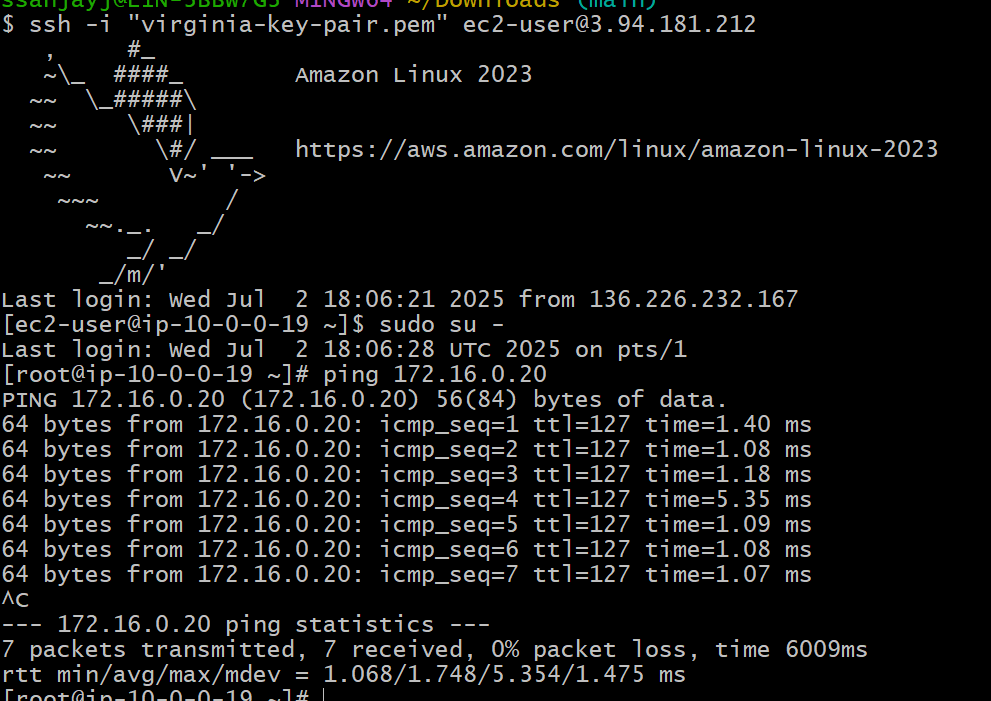 ssanjayj@LIN-5BBW7G3 MINGW64 ~/Downloads (main)
$ ssh -i "virginia-key-pair.pem" ec2-user@3.94.181.212
   ,     #_
   ~\_  ####_        Amazon Linux 2023
  ~~  \_#####\
  ~~     \###|
  ~~       \#/ ___   https://aws.amazon.com/linux/amazon-linux-2023
   ~~       V~' '->
    ~~~         /
      ~~._.   _/
         _/ _/
       _/m/'
Last login: Wed Jul  2 18:06:21 2025 from 136.226.232.167
[ec2-user@ip-10-0-0-19 ~]$ sudo su -
Last login: Wed Jul  2 18:06:28 UTC 2025 on pts/1
[root@ip-10-0-0-19 ~]# ping 172.16.0.20
PING 172.16.0.20 (172.16.0.20) 56(84) bytes of data.
64 bytes from 172.16.0.20: icmp_seq=1 ttl=127 time=1.40 ms
64 bytes from 172.16.0.20: icmp_seq=2 ttl=127 time=1.08 ms
64 bytes from 172.16.0.20: icmp_seq=3 ttl=127 time=1.18 ms
64 bytes from 172.16.0.20: icmp_seq=4 ttl=127 time=5.35 ms
64 bytes from 172.16.0.20: icmp_seq=5 ttl=127 time=1.09 ms
64 bytes from 172.16.0.20: icmp_seq=6 ttl=127 time=1.08 ms
64 bytes from 172.16.0.20: icmp_seq=7 ttl=127 time=1.07 ms
^C
--- 172.16.0.20 ping statistics ---
7 packets transmitted, 7 received, 0% packet loss, time 6009ms
rtt min/avg/max/mdev = 1.068/1.748/5.354/1.475 ms
[root@ip-10-0-0-19 ~]#